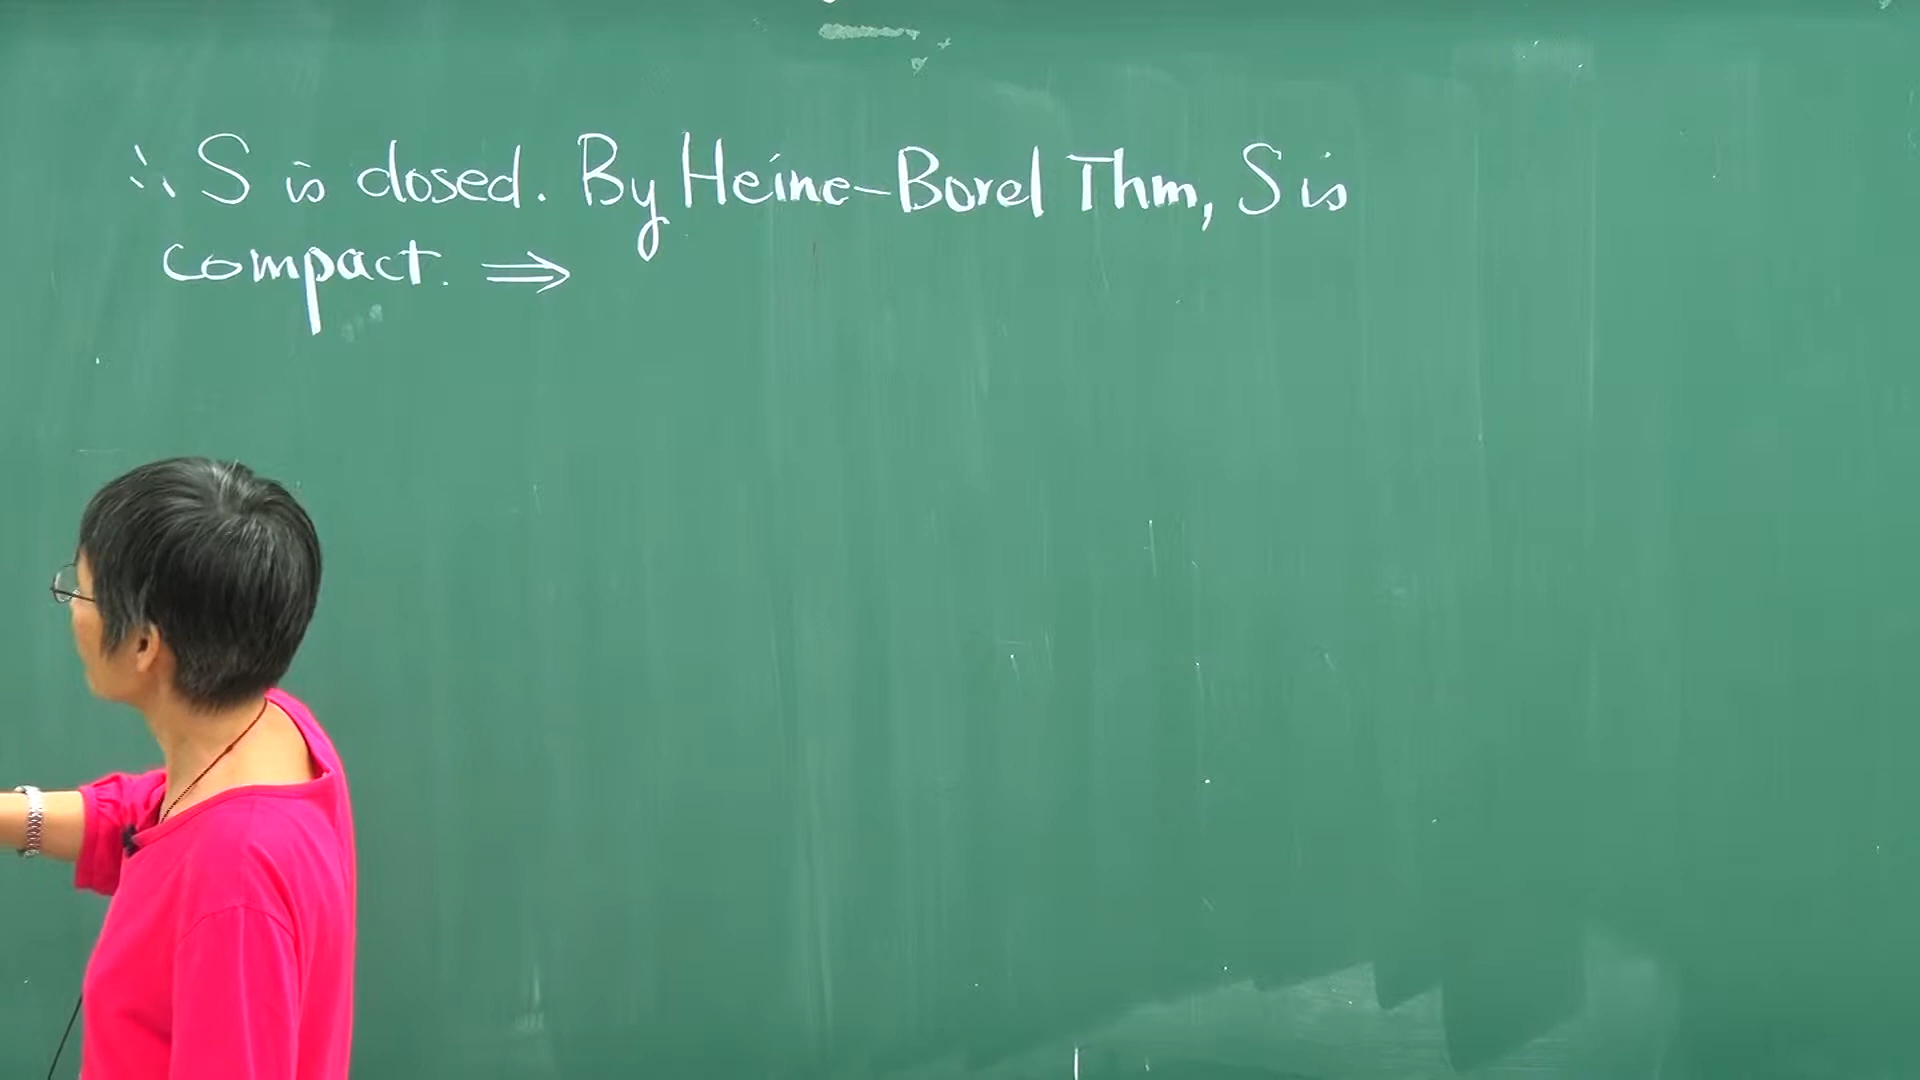 ∴ S is closed. By Heine-Borel Thm, S is
compact. ⇒